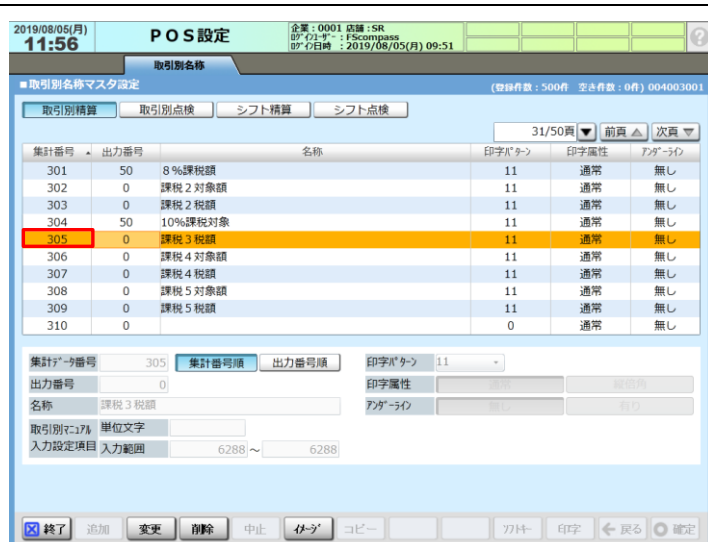 2019/08/05(月)
11:56
POS設定
企業：0001 店舗：SR
ﾛｸﾞｲﾝﾕｰｻﾞｰ：FScompass
ﾛｸﾞｲﾝ日時 ：2019/08/05(月) 09:51
取引別名称
■取引別名称マスタ設定
(登録件数：500件 空き件数：0件) 004003001
取引別精算 取引別点検 シフト精算 シフト点検
31/50頁 ▼ 前頁 △ 次頁 ▽
集計番号 ▲ 出力番号 名称 印字ﾊﾟﾀｰﾝ 印字属性 ｱﾝﾀﾞｰﾗｲﾝ
301 50 8％課税額 11 通常 無し
302 0 課税２対象額 11 通常 無し
303 0 課税２税額 11 通常 無し
304 50 10%課税対象 11 通常 無し
305 0 課税３税額 11 通常 無し
306 0 課税４対象額 11 通常 無し
307 0 課税４税額 11 通常 無し
308 0 課税５対象額 11 通常 無し
309 0 課税５税額 11 通常 無し
310 0 0 通常 無し
集計ﾃﾞｰﾀ番号 305 集計番号順 出力番号順 印字ﾊﾟﾀｰﾝ 11
出力番号 0 印字属性 通常 縦倍角
名称 課税３税額 ｱﾝﾀﾞｰﾗｲﾝ 無し 有り
取引別ﾏﾆｭｱﾙ 単位文字
入力設定項目 入力範囲 6288 ～ 6288
終了 追加 変更 削除 中止 ｲﾒｰｼﾞ コピー ｿﾌﾄｷｰ 印字 戻る 確定